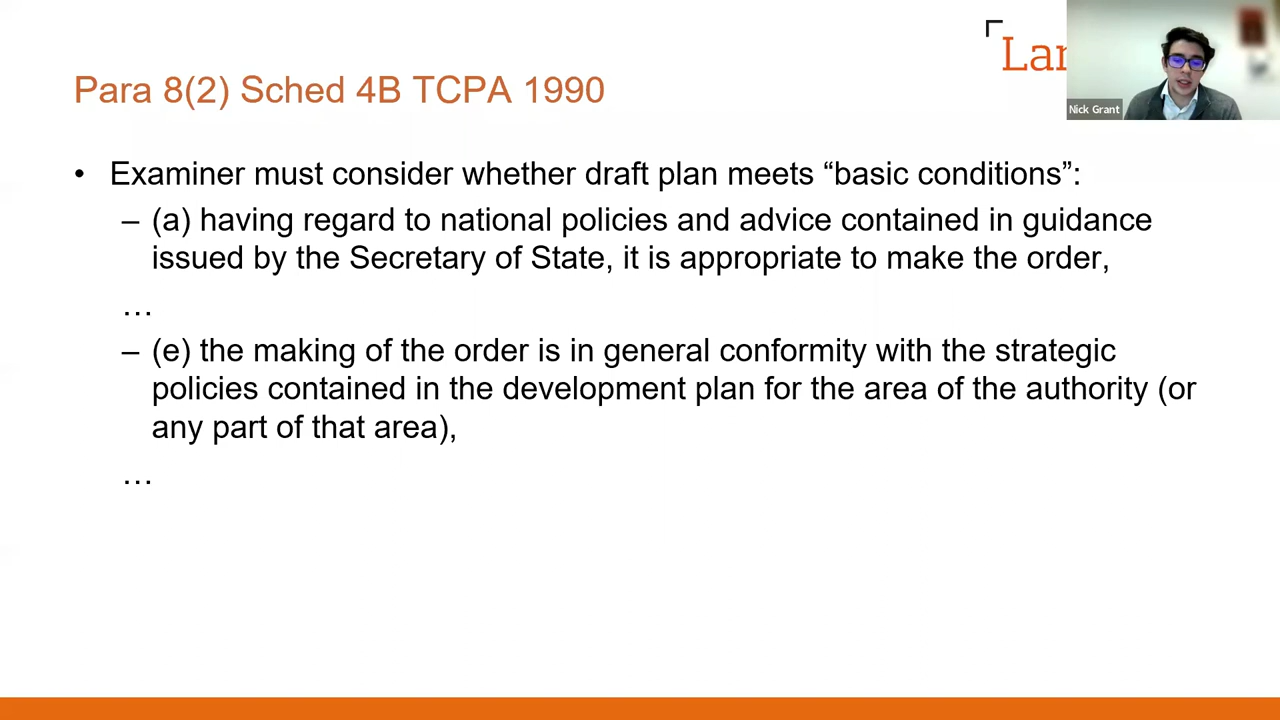 Para 8(2) Sched 4B TCPA 1990
Nick Grant
• Examiner must consider whether draft plan meets “basic conditions”:
– (a) having regard to national policies and advice contained in guidance
issued by the Secretary of State, it is appropriate to make the order,
…
– (e) the making of the order is in general conformity with the strategic
policies contained in the development plan for the area of the authority (or
any part of that area),
…